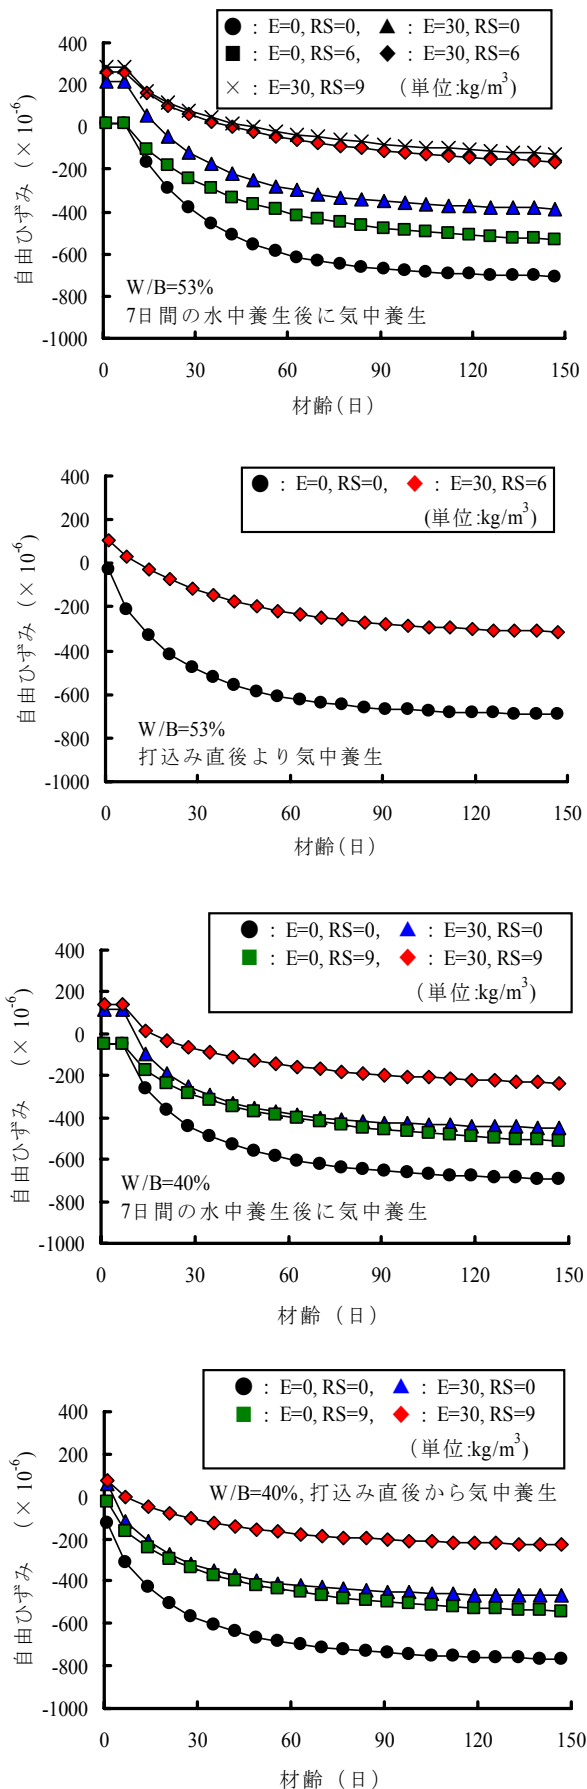 ● : E=0, RS=0, ▲ : E=30, RS=0
■ : E=0, RS=6, ◆ : E=30, RS=6
× : E=30, RS=9 (単位:kg/m³)
400
200
0
-200
-400
-600
-800
-1000
自由ひずみ (×10⁻⁶)
W/B=53%
7日間の水中養生後に気中養生
0 30 60 90 120 150
材齢(日)
● : E=0, RS=0, ◆ : E=30, RS=6
(単位:kg/m³)
400
200
0
-200
-400
-600
-800
-1000
自由ひずみ (×10⁻⁶)
W/B=53%
打込み直後より気中養生
0 30 60 90 120 150
材齢(日)
● : E=0, RS=0, ▲ : E=30, RS=0
■ : E=0, RS=9, ◆ : E=30, RS=9
(単位:kg/m³)
400
200
0
-200
-400
-600
-800
-1000
自由ひずみ (×10⁻⁶)
W/B=40%
7日間の水中養生後に気中養生
0 30 60 90 120 150
材齢 (日)
● : E=0, RS=0, ▲ : E=30, RS=0
■ : E=0, RS=9, ◆ : E=30, RS=9
(単位:kg/m³)
W/B=40%, 打込み直後から気中養生
400
200
0
-200
-400
-600
-800
-1000
自由ひずみ (×10⁻⁶)
0 30 60 90 120 150
材齢 (日)